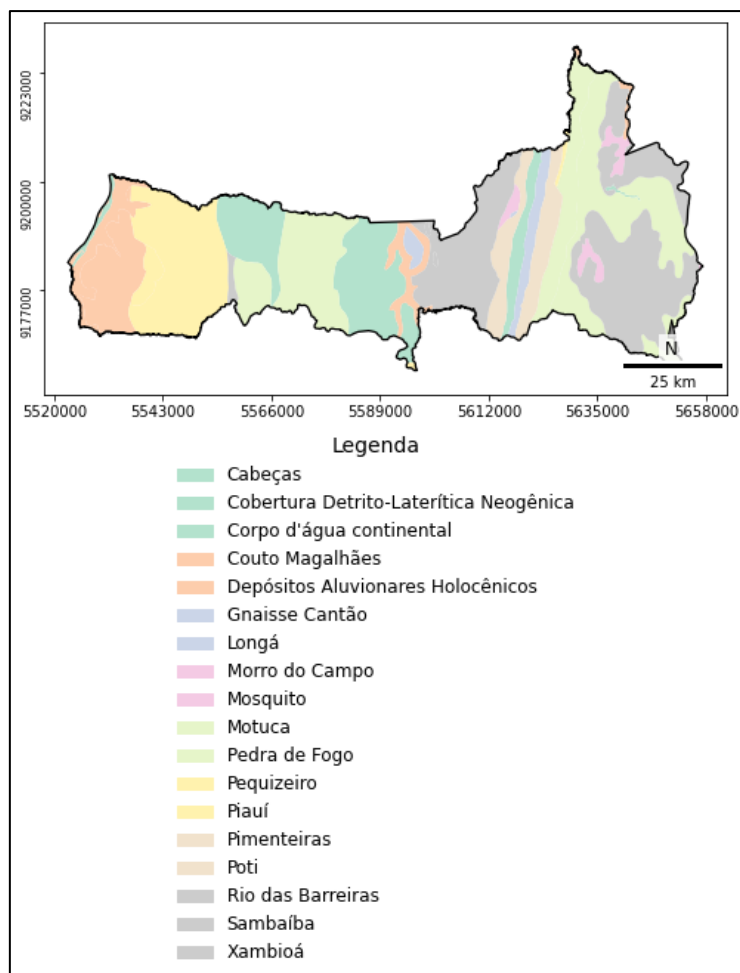 9223000
9200000
9177000
N
25 km
5520000 5543000 5566000 5589000 5612000 5635000 5658000
Legenda
Cabeças
Cobertura Detrito-Laterítica Neogênica
Corpo d'água continental
Couto Magalhães
Depósitos Aluvionares Holocênicos
Gnaisse Cantão
Longá
Morro do Campo
Mosquito
Motuca
Pedra de Fogo
Pequizeiro
Piauí
Pimenteiras
Poti
Rio das Barreiras
Sambaíba
Xambioá